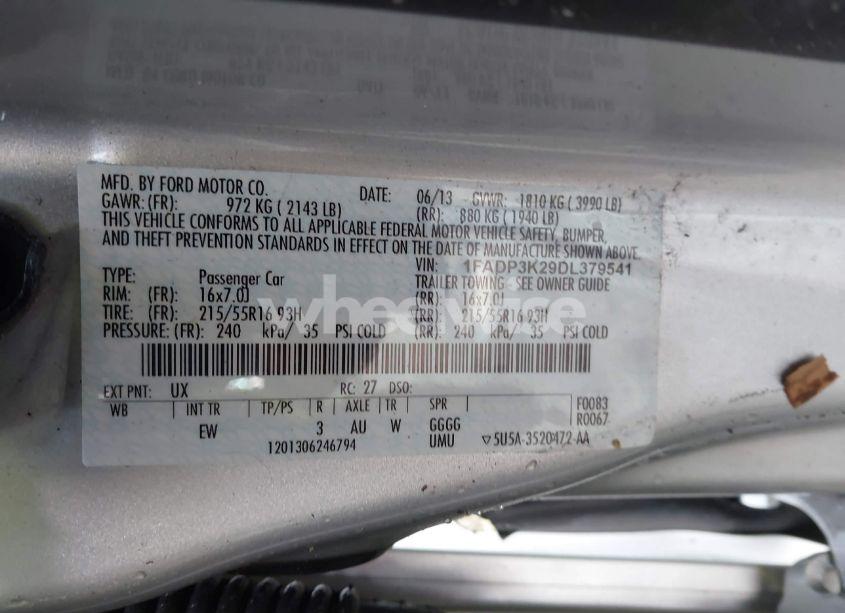 MFD. BY FORD MOTOR CO. DATE: 06/13 GVWR: 1810 KG ( 3990 LB)
GAWR: (FR): 972 KG ( 2143 LB) (RR): 880 KG ( 1940 LB)
THIS VEHICLE CONFORMS TO ALL APPLICABLE FEDERAL MOTOR VEHICLE SAFETY, BUMPER,
AND THEFT PREVENTION STANDARDS IN EFFECT ON THE DATE OF MANUFACTURE SHOWN ABOVE.
VIN: 1FADP3K29DL379541
TYPE: Passenger Car TRAILER TOWING - SEE OWNER GUIDE
RIM: (FR): 16x7.0J (RR): 16x7.0J
TIRE: (FR): 215/55R16 93H (RR): 215/55R16 93H
PRESSURE: (FR): 240 kPa/ 35 PSI COLD (RR): 240 kPa/ 35 PSI COLD
wheelwise
EXT PNT: UX RC: 27 DSO:
WB INT TR TP/PS R AXLE TR SPR F0083
R0067
EW 3 AU W GGGG
UMU
1201306246794 ▽5U5A-3520472-AA